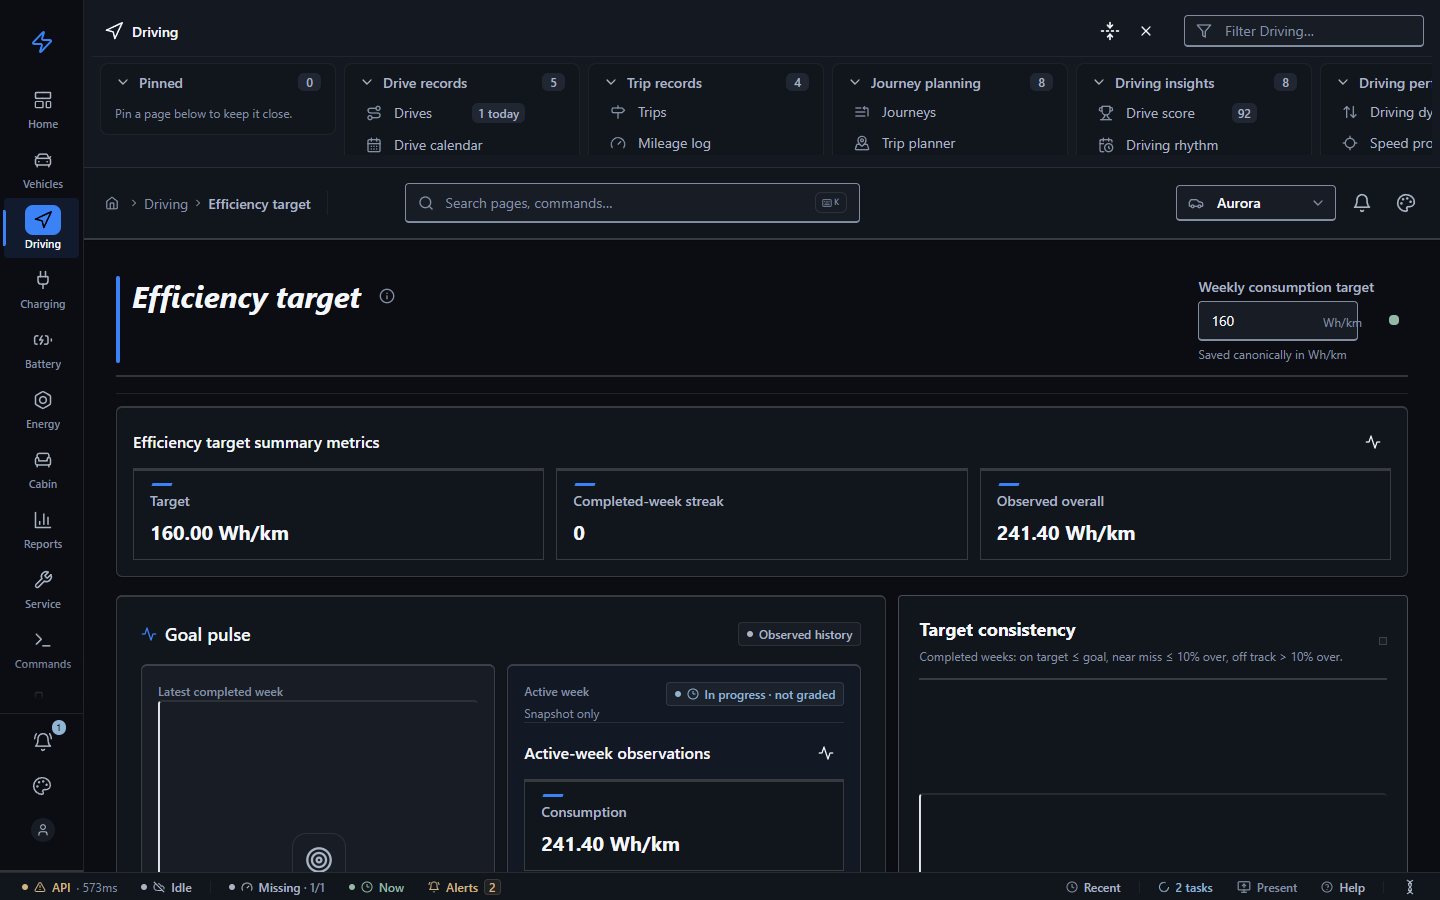 Driving
Filter Driving...
Pinned 0
Pin a page below to keep it close.
Drive records 5
Drives 1 today
Drive calendar
Trip records 4
Trips
Mileage log
Journey planning 8
Journeys
Trip planner
Driving insights 8
Drive score 92
Driving rhythm
Driving per
Driving dy
Speed pro
Home
Vehicles
Driving
Charging
Battery
Energy
Cabin
Reports
Service
Commands
1
Driving
Efficiency target
Search pages, commands...
K
Aurora
Efficiency target
Weekly consumption target
160 Wh/km
Saved canonically in Wh/km
Efficiency target summary metrics
Target
160.00 Wh/km
Completed-week streak
0
Observed overall
241.40 Wh/km
Goal pulse
Observed history
Latest completed week
Active week
Snapshot only
In progress · not graded
Active-week observations
Consumption
241.40 Wh/km
Target consistency
Completed weeks: on target ≤ goal, near miss ≤ 10% over, off track > 10% over.
API · 573ms
Idle
Missing · 1/1
Now
Alerts 2
Recent
2 tasks
Present
Help